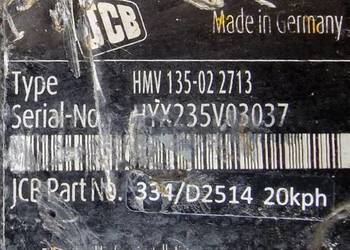 JCB
Made in Germany
Type HMV 135-02 2713
Serial-No. HYX235V03037
JCB Part No. 334/D2514 20kph